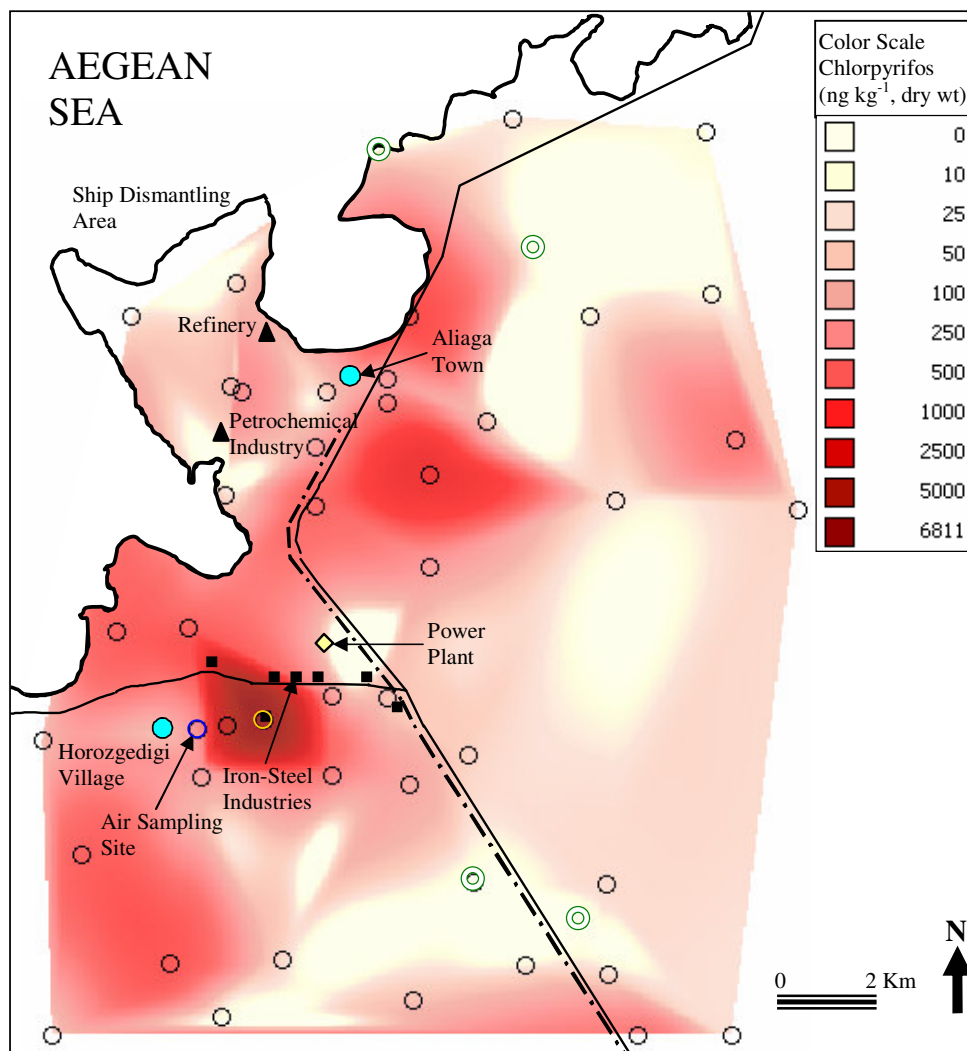 AEGEAN
SEA
Color Scale
Chlorpyrifos
(ng kg⁻¹, dry wt)
0
10
25
50
100
250
500
1000
2500
5000
6811
Ship Dismantling
Area
Refinery
Aliaga
Town
Petrochemical
Industry
Power
Plant
Horozgedigi
Village
Iron-Steel
Industries
Air Sampling
Site
N
0 2 Km